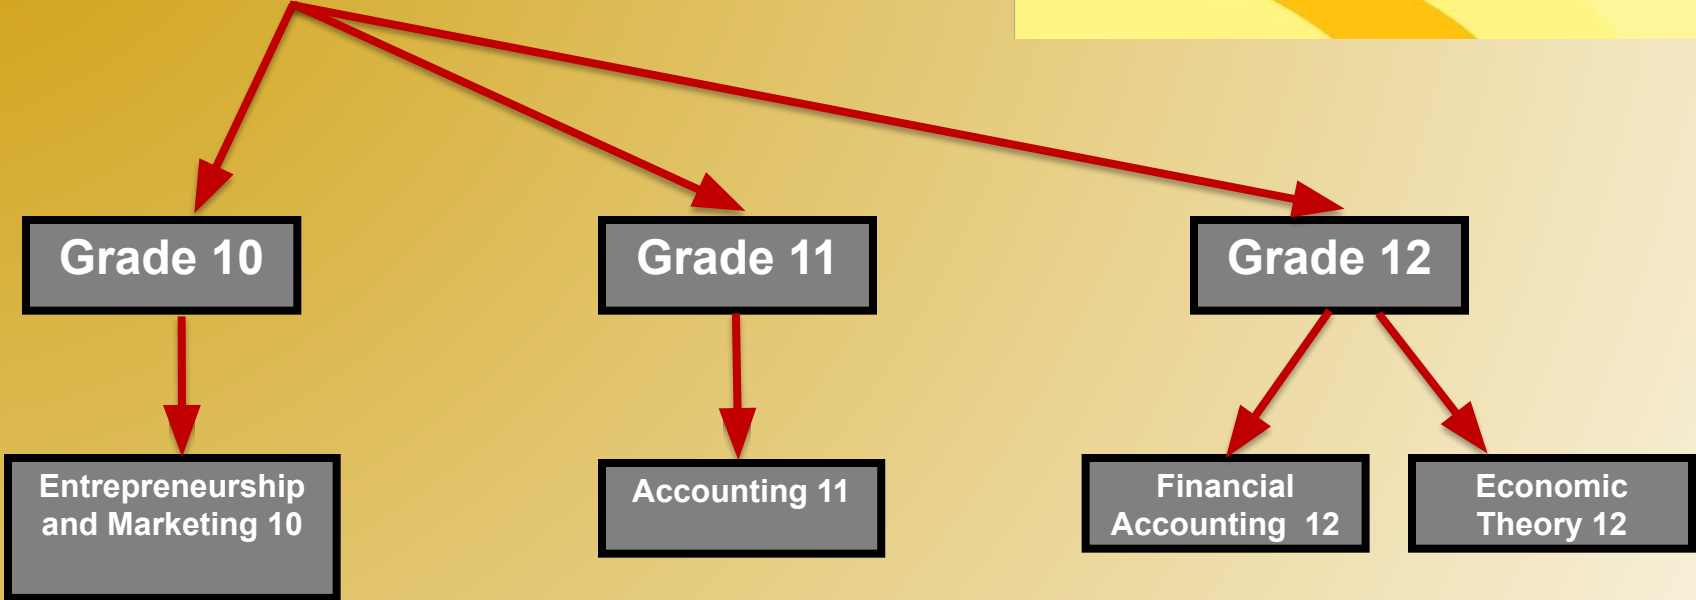 Grade 10
Grade 11
Grade 12
Entrepreneurship
and Marketing 10
Accounting 11
Financial
Accounting  12
Economic
Theory 12